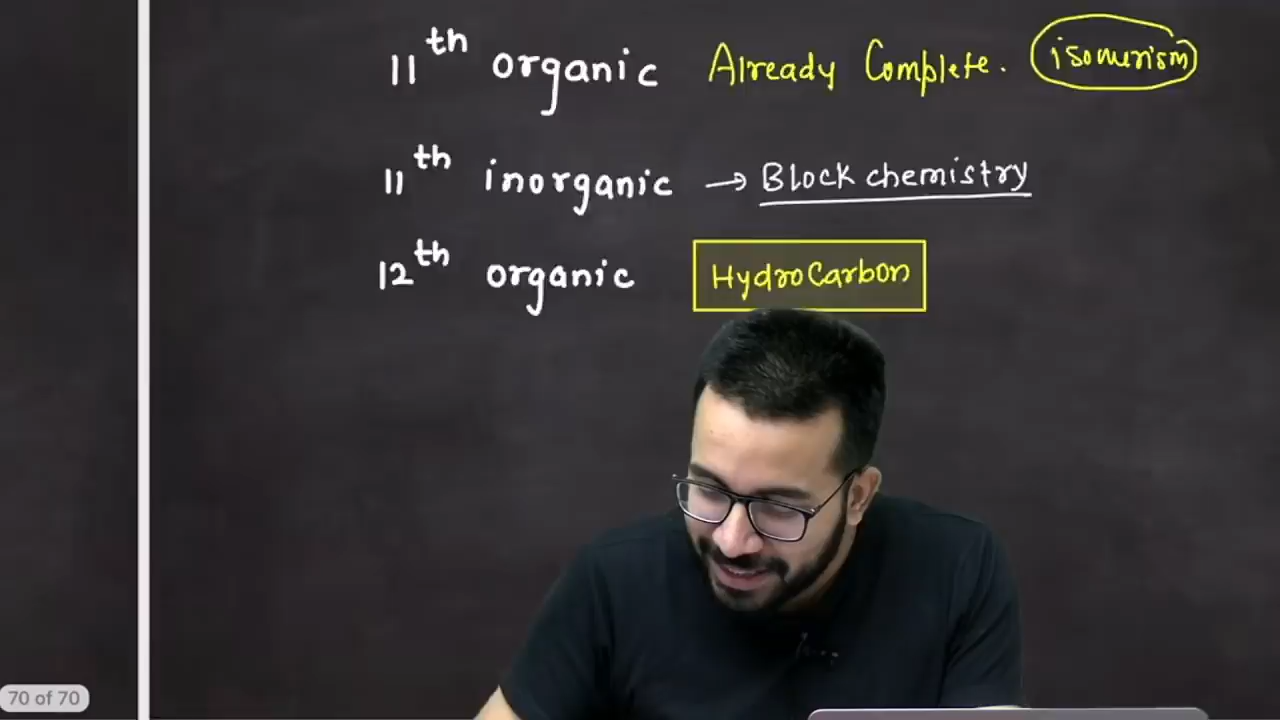 11th organic Already Complete. isomerism
11th inorganic → Block chemistry
12th organic HydroCarbon
70 of 70